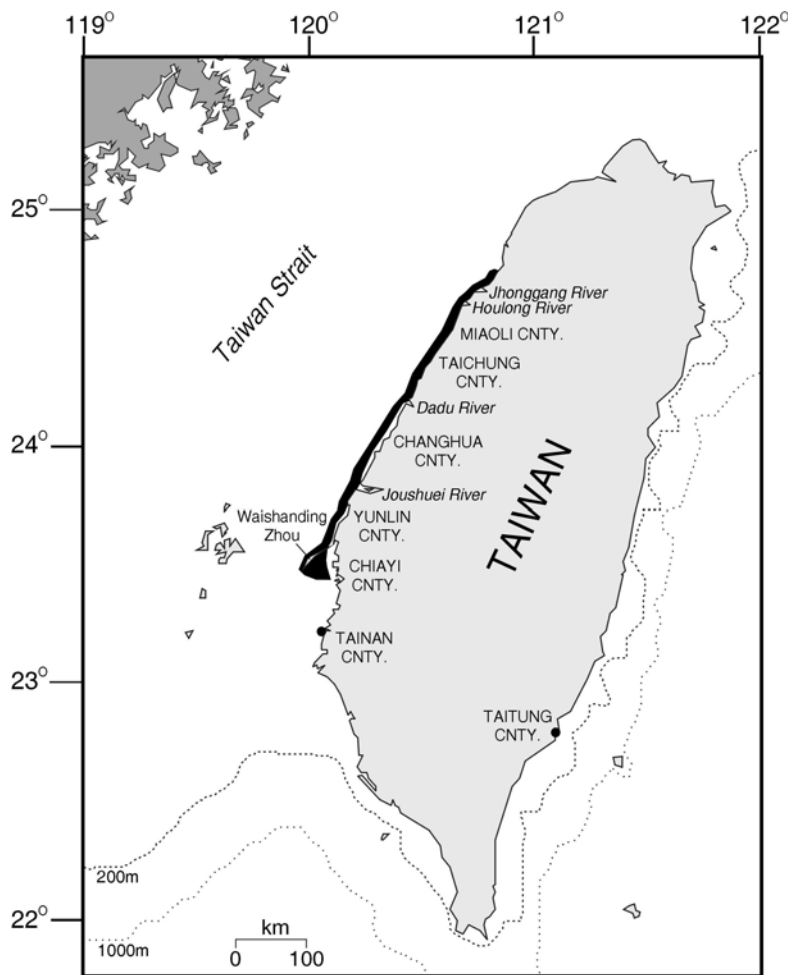 119°
120°
121°
122°
25°
24°
23°
22°
Taiwan Strait
Jhonggang River
Houlong River
MIAOLI CNTY.
TAICHUNG
CNTY.
Dadu River
CHANGHUA
CNTY.
TAIWAN
Joushuei River
Waishanding
Zhou
YUNLIN
CNTY.
CHIAYI
CNTY.
TAINAN
CNTY.
TAITUNG
CNTY.
200m
1000m
km
0 100